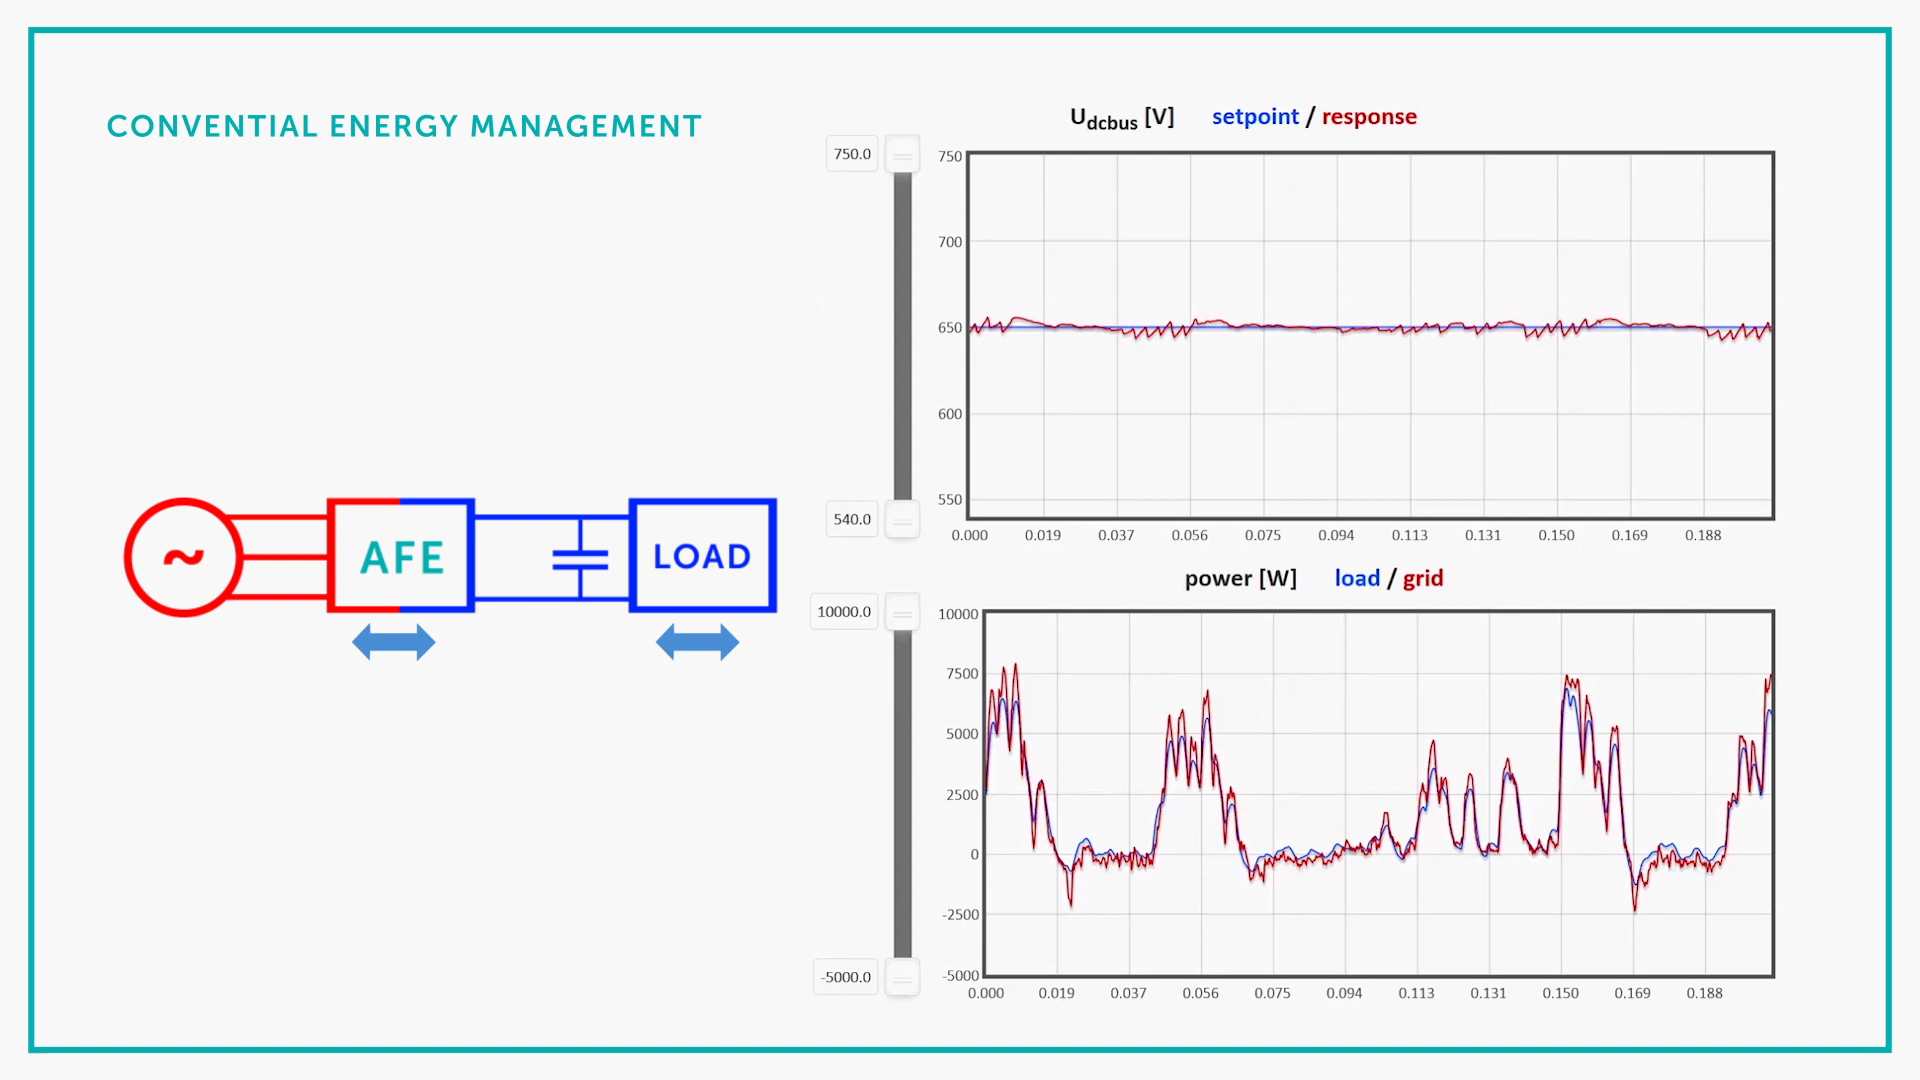 CONVENTIAL ENERGY MANAGEMENT
~
AFE
LOAD
Udcbus [V] setpoint / response
750.0
540.0
750
700
650
600
550
0.000 0.019 0.037 0.056 0.075 0.094 0.113 0.131 0.150 0.169 0.188
power [W] load / grid
10000.0
-5000.0
10000
7500
5000
2500
0
-2500
-5000
0.000 0.019 0.037 0.056 0.075 0.094 0.113 0.131 0.150 0.169 0.188